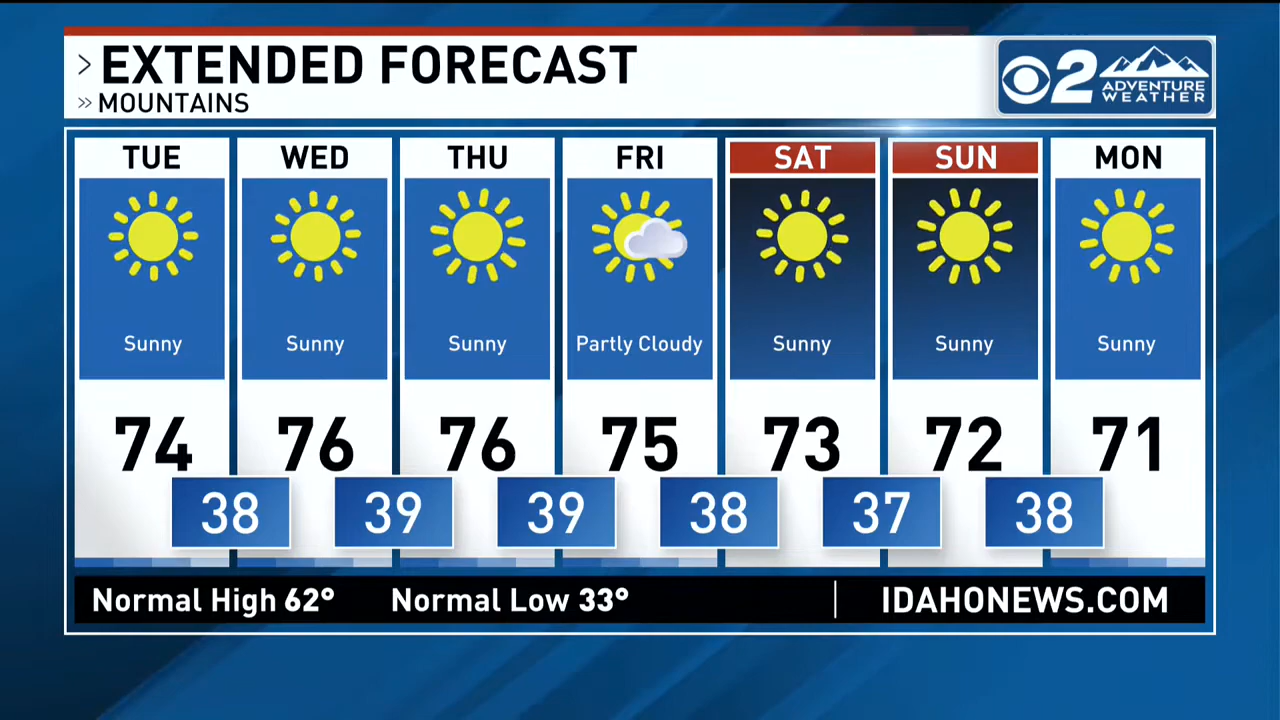 > EXTENDED FORECAST
» MOUNTAINS
2 ADVENTURE WEATHER
TUE WED THU FRI SAT SUN MON
Sunny Sunny Sunny Partly Cloudy Sunny Sunny Sunny
74 76 76 75 73 72 71
38 39 39 38 37 38
Normal High 62° Normal Low 33° | IDAHONEWS.COM